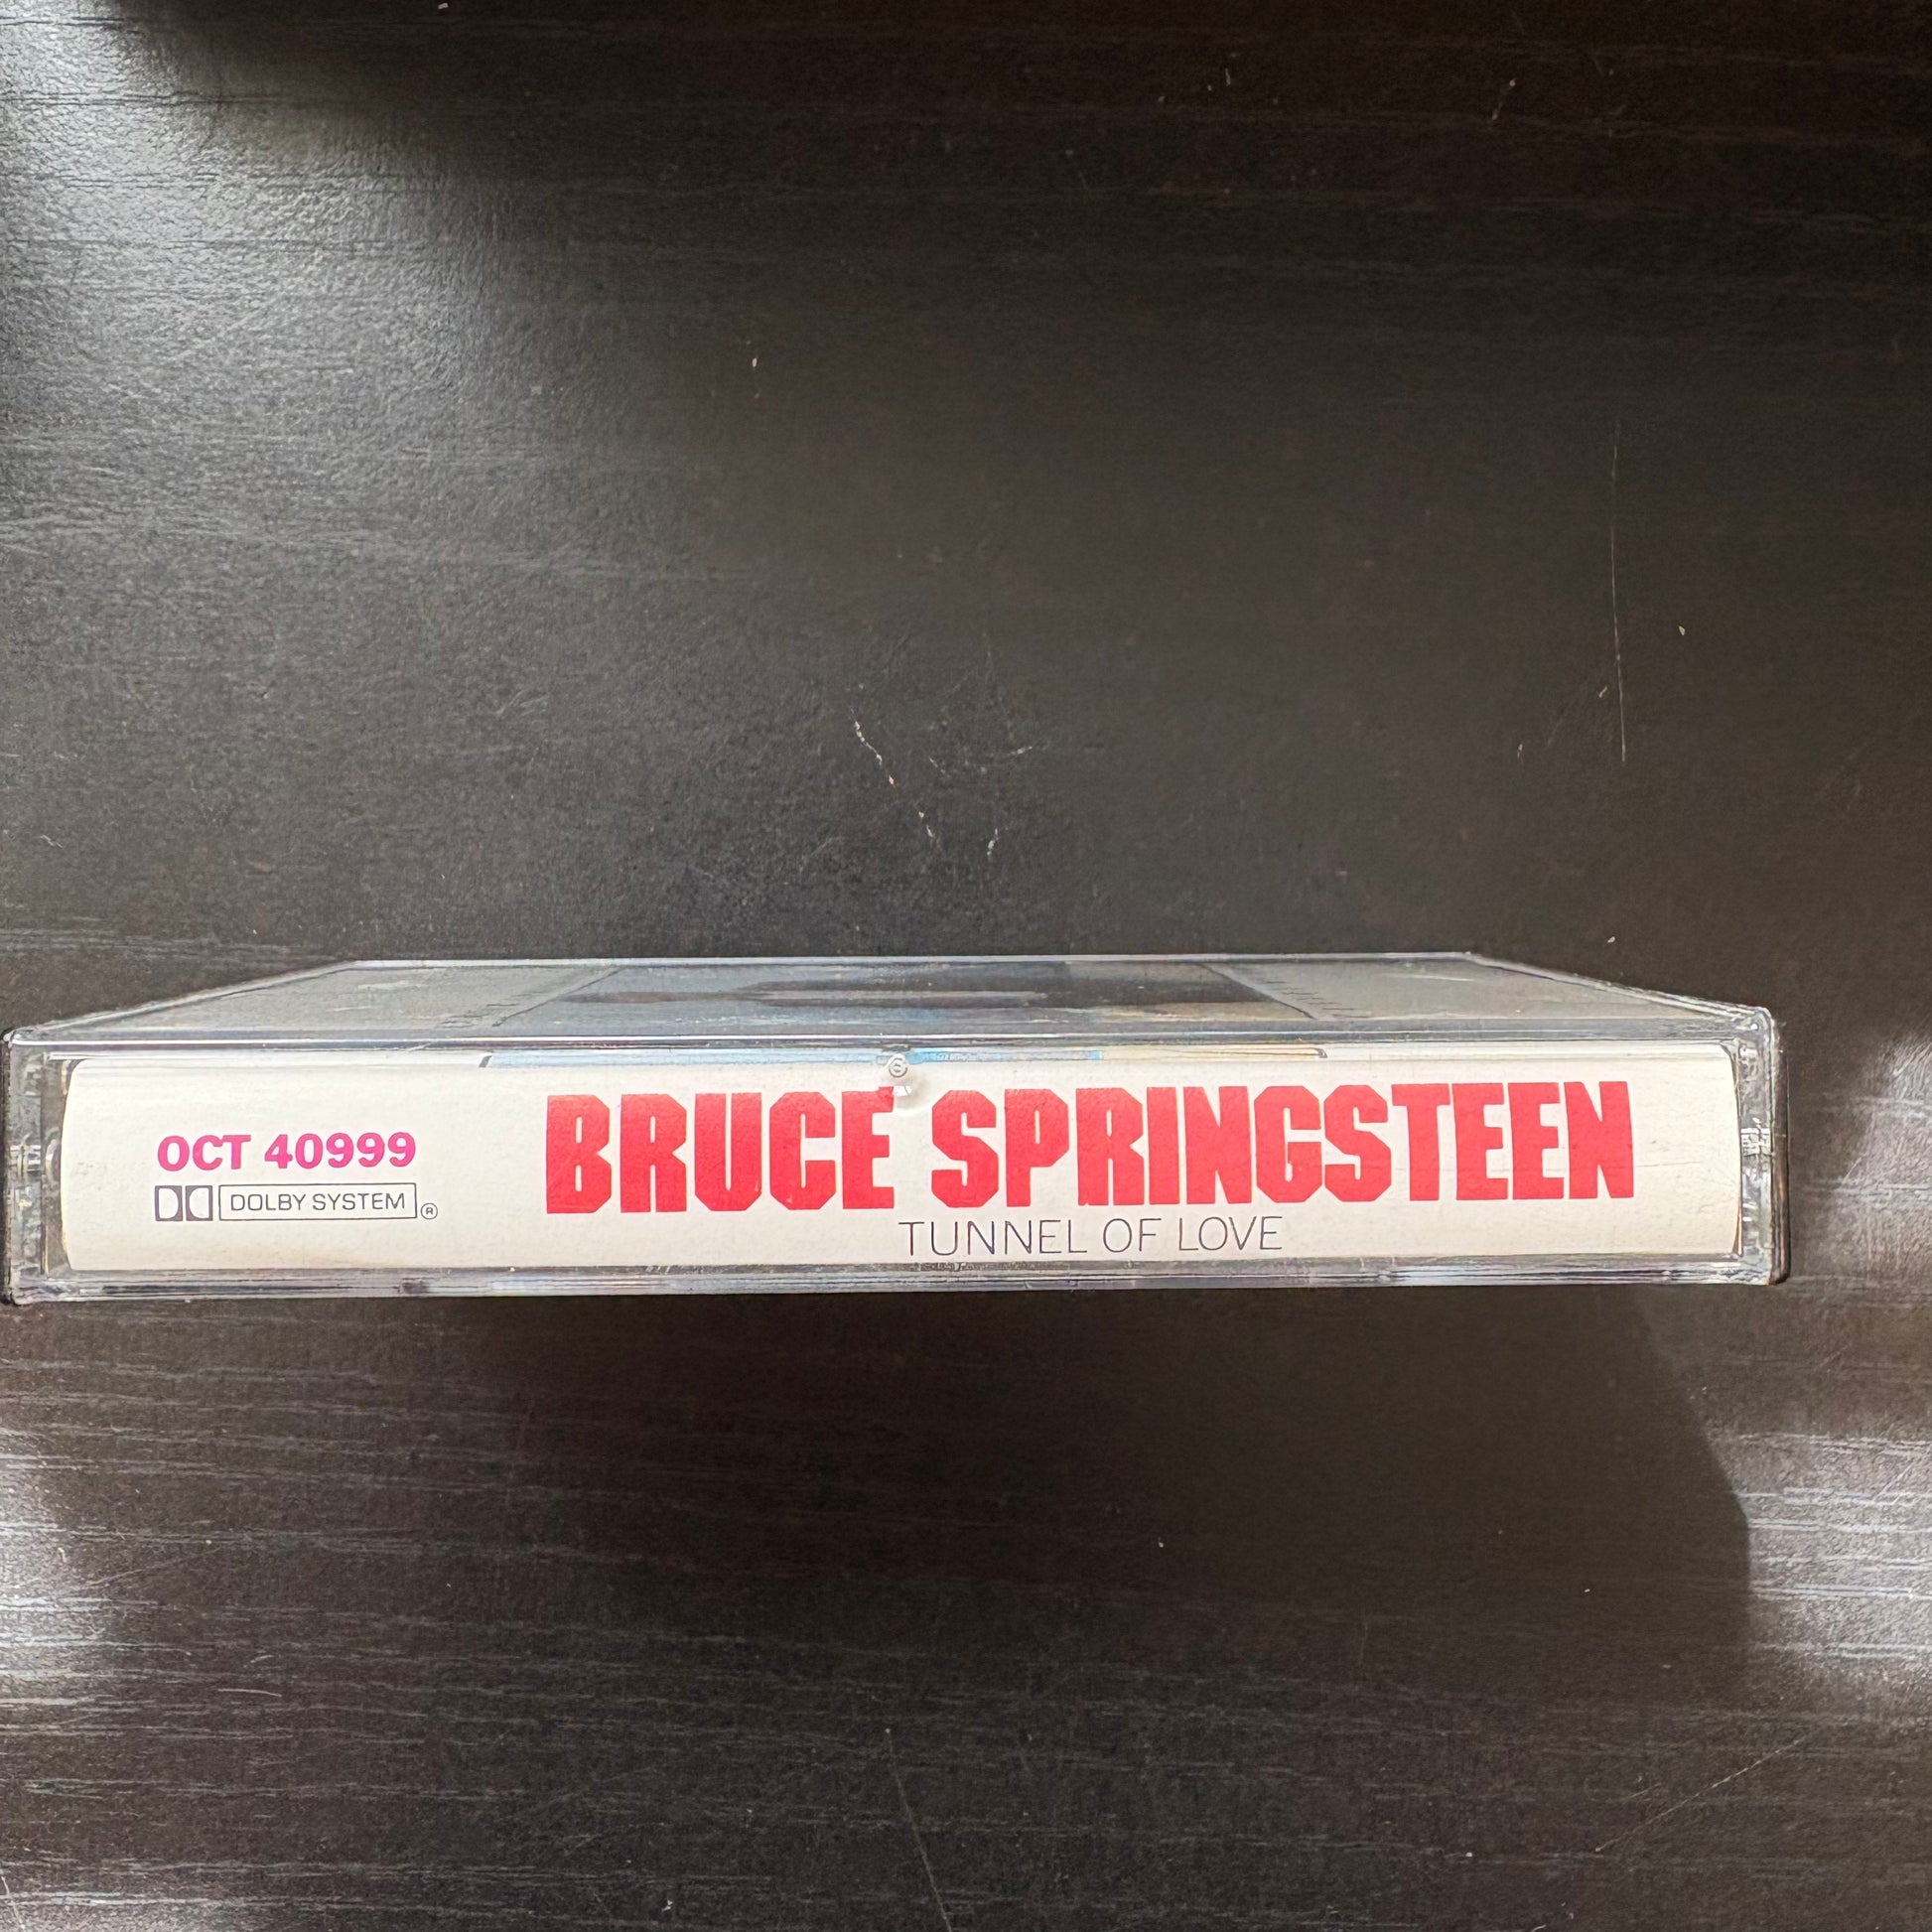 OCT 40999
DOLBY SYSTEM ®
BRUCE SPRINGSTEEN
TUNNEL OF LOVE